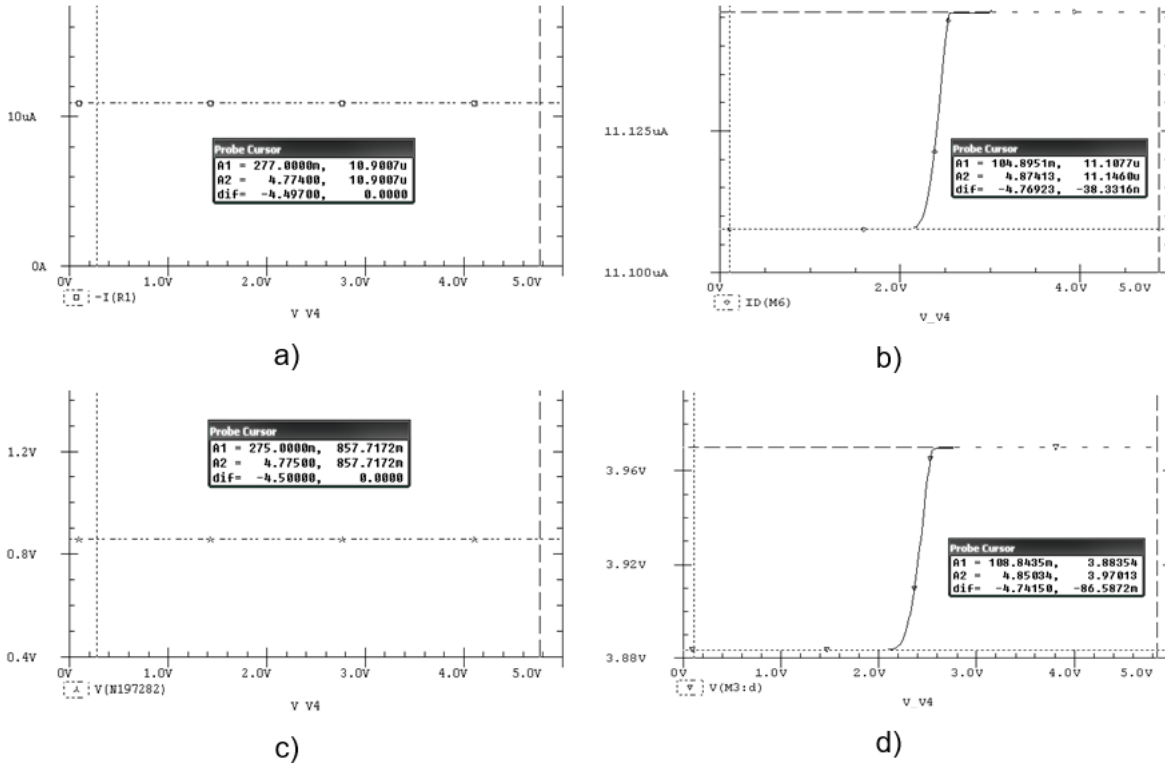 10uA
0A
0V 1.0V 2.0V 3.0V 4.0V 5.0V
-I(R1)
V V4
Probe Cursor
A1 = 277.0000m, 10.9007u
A2 = 4.77400, 10.9007u
dif= -4.49700, 0.0000
a)
11.125uA
11.100uA
0V 2.0V 4.0V 5.0V
ID(M6)
V_V4
Probe Cursor
A1 = 104.8951m, 11.1077u
A2 = 4.87413, 11.1460u
dif= -4.76923, -38.3316n
b)
1.2V
0.8V
0.4V
0V 1.0V 2.0V 3.0V 4.0V 5.0V
V(N197282)
V V4
Probe Cursor
A1 = 275.0000m, 857.7172m
A2 = 4.77500, 857.7172m
dif= -4.50000, 0.0000
c)
3.96V
3.92V
3.88V
0V 1.0V 2.0V 3.0V 4.0V 5.0V
V(M3:d)
V_V4
Probe Cursor
A1 = 108.8435m, 3.88354
A2 = 4.85034, 3.97013
dif= -4.74150, -86.5872m
d)